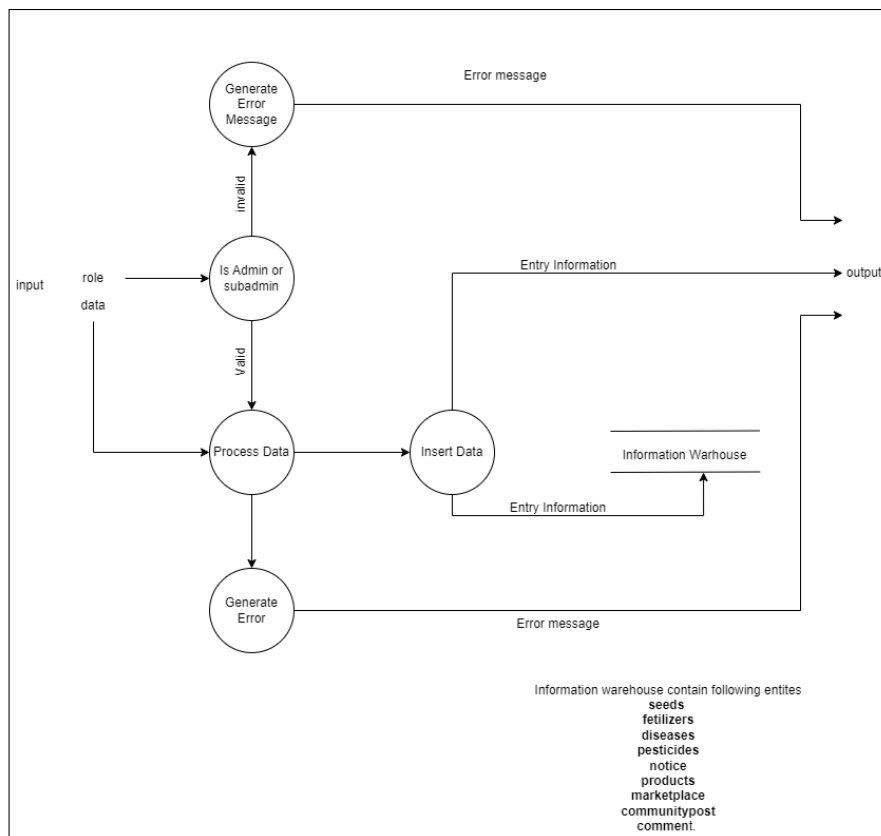 Generate
Error
Message
Error message
invalid
Is Admin or
subadmin
input
role
data
Entry Information
output
Valid
Process Data
Insert Data
Information Warhouse
Entry Information
Generate
Error
Error message
Information warehouse contain following entites
seeds
fetilizers
diseases
pesticides
notice
products
marketplace
communitypost
comment.